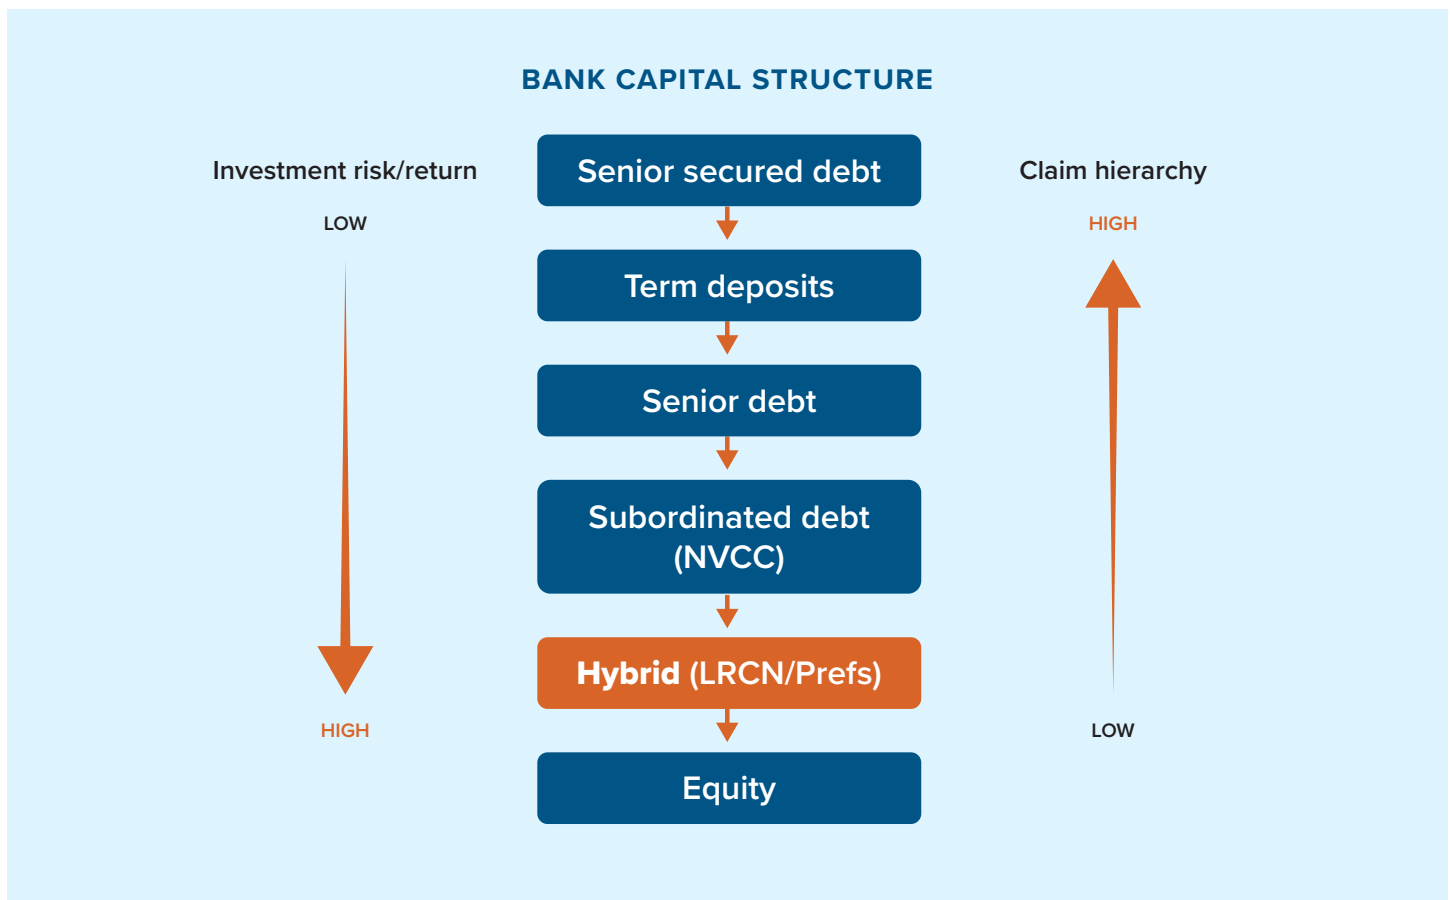 BANK CAPITAL STRUCTURE
Investment risk/return
LOW
HIGH
Senior secured debt
Term deposits
Senior debt
Subordinated debt
(NVCC)
Hybrid (LRCN/Prefs)
Equity
Claim hierarchy
HIGH
LOW